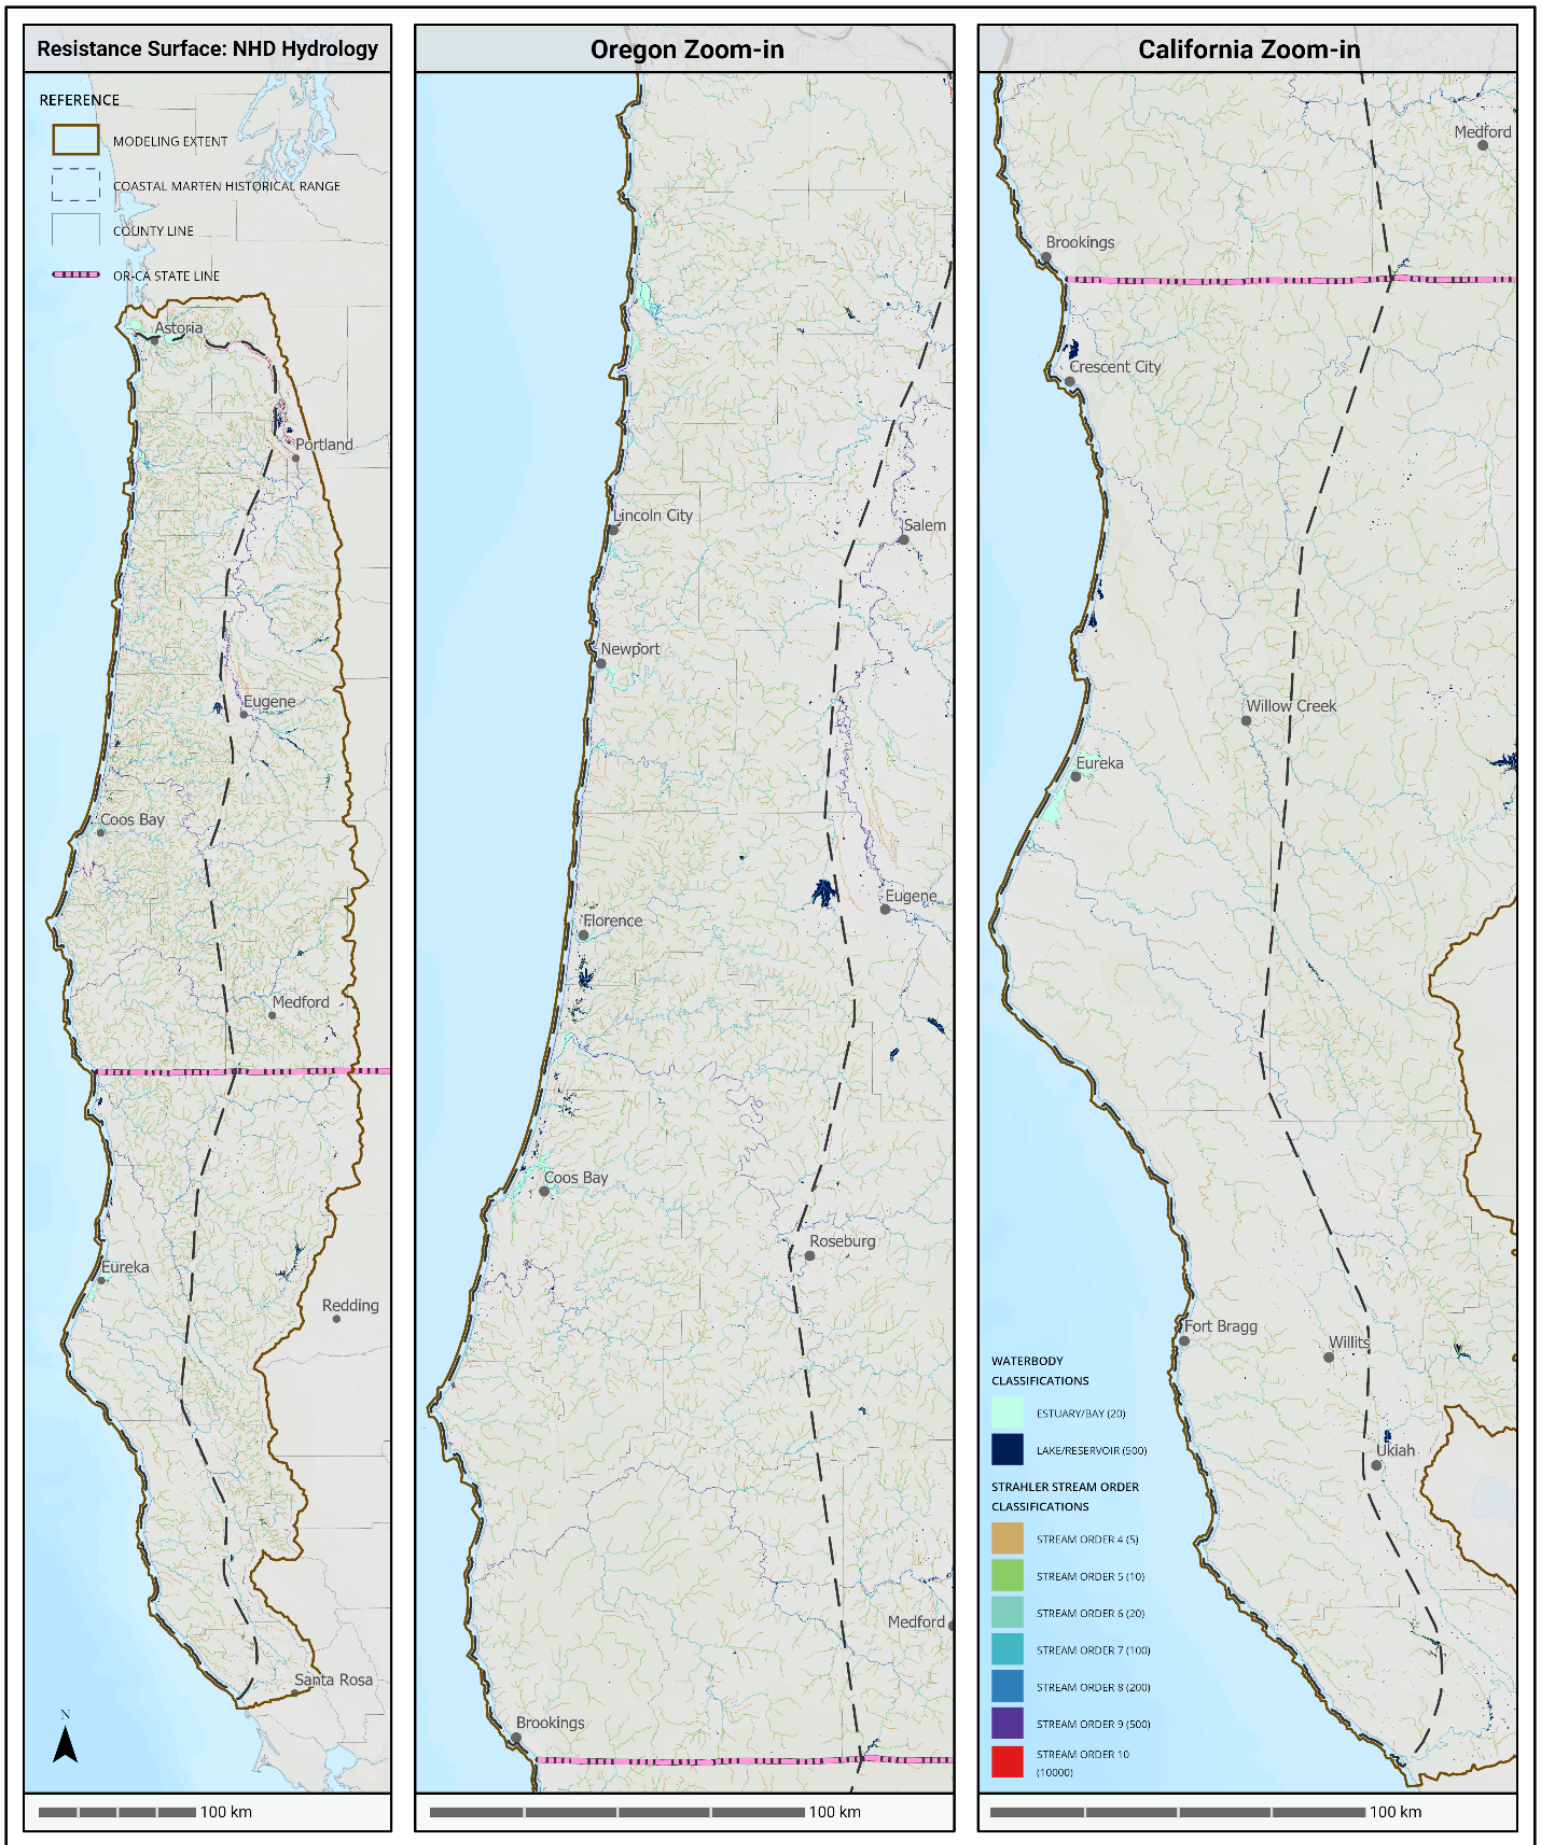 Resistance Surface: NHD Hydrology
REFERENCE
MODELING EXTENT
COASTAL MARTEN HISTORICAL RANGE
COUNTY LINE
OR-CA STATE LINE
Astoria
Portland
Eugene
Coos Bay
Medford
Eureka
Redding
Santa Rosa
N
100 km
Oregon Zoom-in
Lincoln City
Salem
Newport
Eugene
Florence
Coos Bay
Roseburg
Medford
Brookings
100 km
California Zoom-in
Medford
Brookings
Crescent City
Willow Creek
Eureka
Fort Bragg
Willits
Ukiah
WATERBODY
CLASSIFICATIONS
ESTUARY/BAY (20)
LAKE/RESERVOIR (500)
STRAHLER STREAM ORDER
CLASSIFICATIONS
STREAM ORDER 4 (5)
STREAM ORDER 5 (10)
STREAM ORDER 6 (20)
STREAM ORDER 7 (100)
STREAM ORDER 8 (200)
STREAM ORDER 9 (500)
STREAM ORDER 10
(10000)
100 km